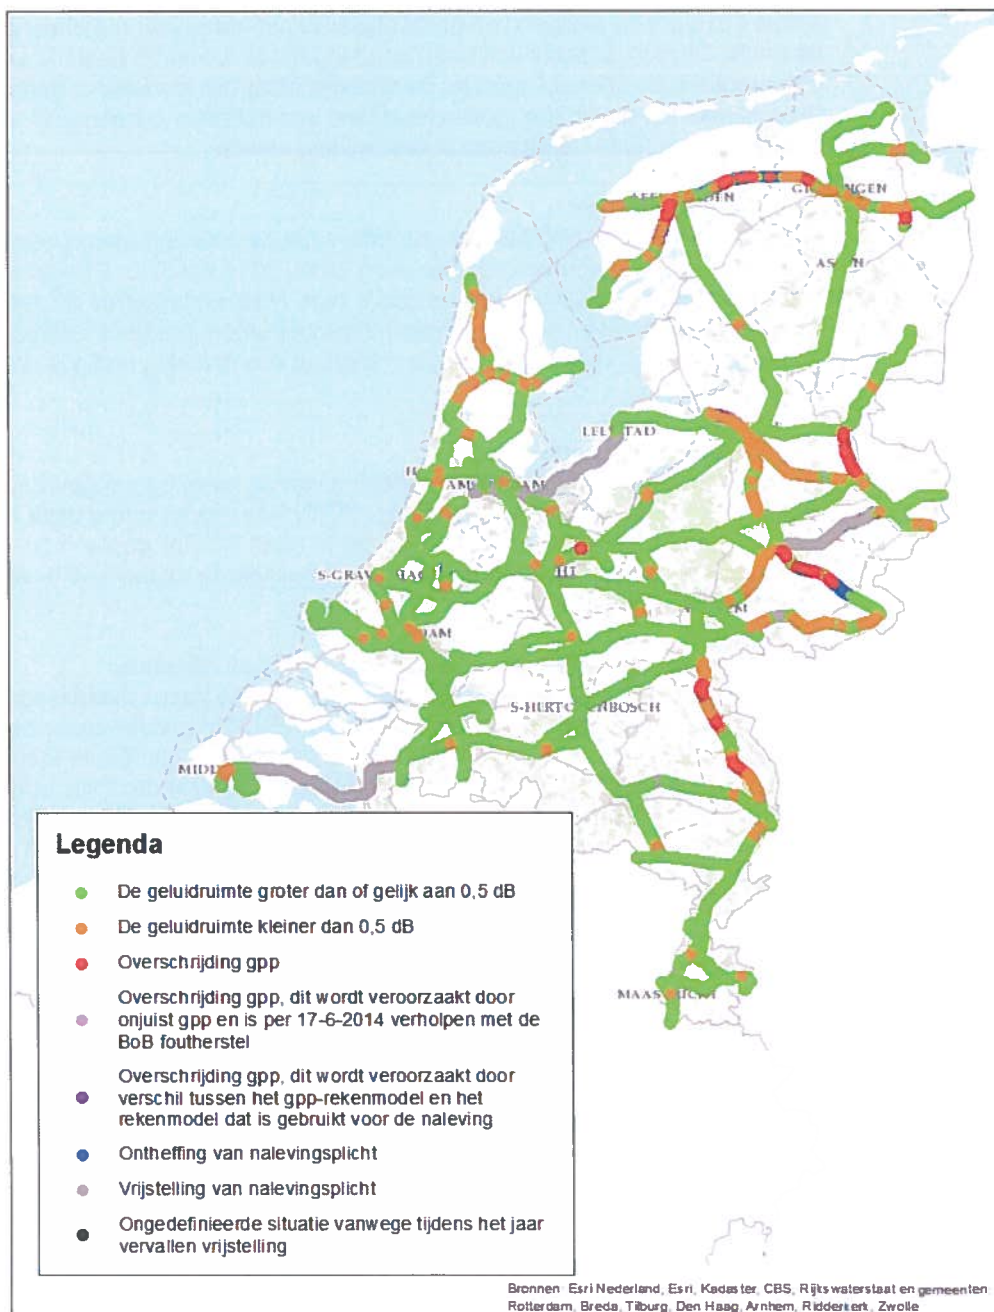 ASSEN
LELYSTAD
S-HERTOGENBOSCH
Legenda
De geluidruimte groter dan of gelijk aan 0,5 dB
De geluidruimte kleiner dan 0,5 dB
Overschrijding gpp
Overschrijding gpp, dit wordt veroorzaakt door
onjuist gpp en is per 17-6-2014 verholpen met de
BoB foutherstel
Overschrijding gpp, dit wordt veroorzaakt door
verschil tussen het gpp-rekenmodel en het
rekenmodel dat is gebruikt voor de naleving
Ontheffing van nalevingsplicht
Vrijstelling van nalevingsplicht
Ongedefinieerde situatie vanwege tijdens het jaar
vervallen vrijstelling
Bronnen: Esri Nederland, Esri, Kadaster, CBS, Rijkswaterstaat en gemeenten
Rotterdam, Breda, Tilburg, Den Haag, Arnhem, Ridderkerk, Zwolle